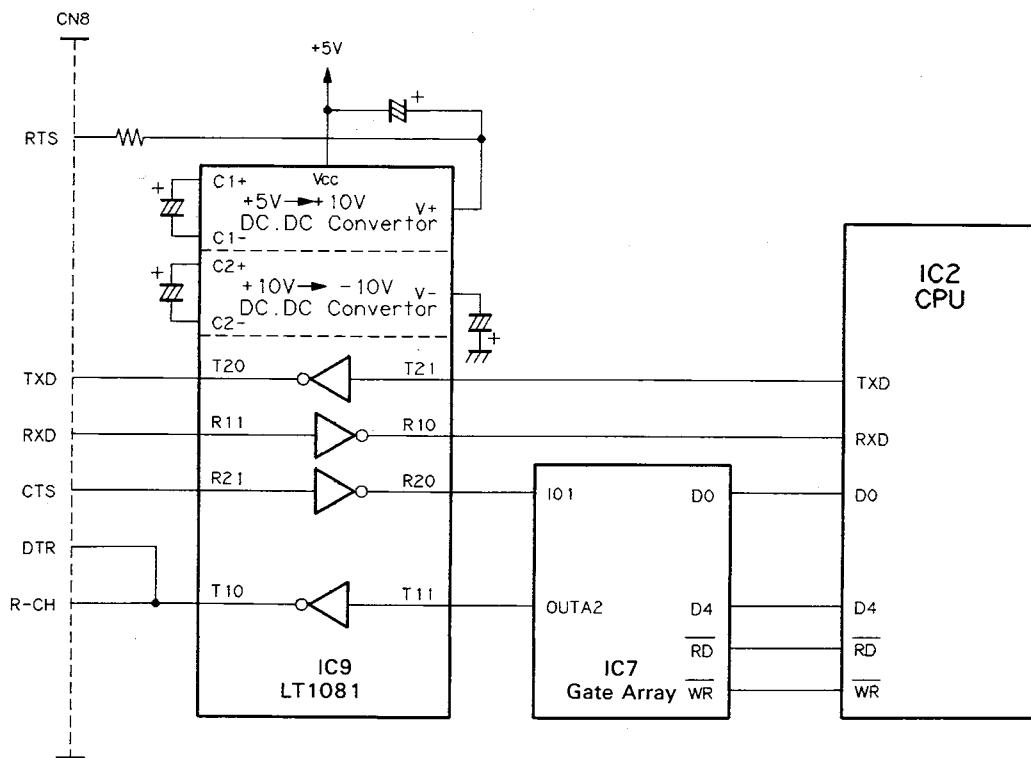 CN8
+5V
+
RTS
Vcc
C1+
+
+5V→+10V
V+
DC.DC Convertor
C1-
C2+
+
+10V→ -10V
V-
DC.DC Convertor
C2-
+
IC2
CPU
TXD
T20
T21
TXD
RXD
R11
R10
RXD
CTS
R21
R20
IO1
D0
D0
DTR
R-CH
T10
T11
OUTA2
D4
D4
RD
RD
IC9
LT1081
IC7
Gate Array
WR
WR